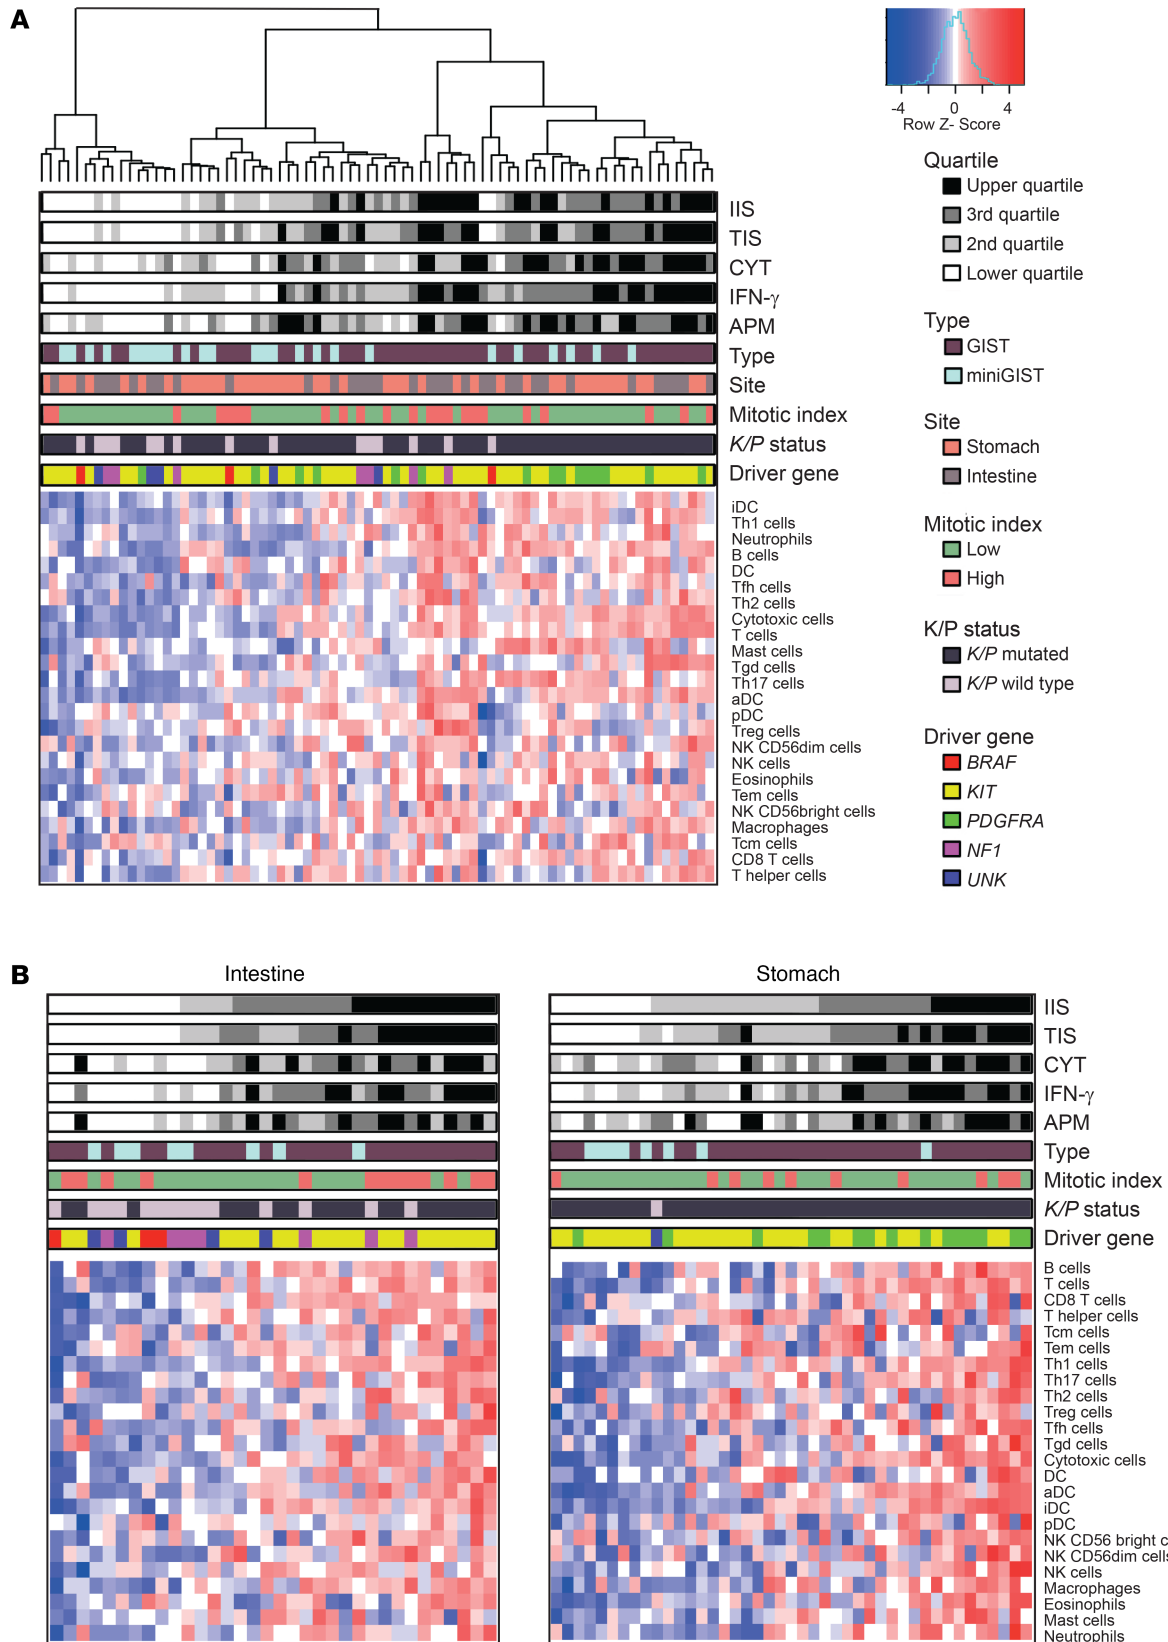 A
-4 0 4
Row Z- Score
IIS
TIS
CYT
IFN-γ
APM
Type
Site
Mitotic index
K/P status
Driver gene
Quartile
Upper quartile
3rd quartile
2nd quartile
Lower quartile
Type
GIST
miniGIST
Site
Stomach
Intestine
Mitotic index
Low
High
K/P status
K/P mutated
K/P wild type
Driver gene
BRAF
KIT
PDGFRA
NF1
UNK
iDC
Th1 cells
Neutrophils
B cells
DC
Tfh cells
Th2 cells
Cytotoxic cells
T cells
Mast cells
Tgd cells
Th17 cells
aDC
pDC
Treg cells
NK CD56dim cells
NK cells
Eosinophils
Tem cells
NK CD56bright cells
Macrophages
Tcm cells
CD8 T cells
T helper cells
B
Intestine
Stomach
IIS
TIS
CYT
IFN-γ
APM
Type
Mitotic index
K/P status
Driver gene
B cells
T cells
CD8 T cells
T helper cells
Tcm cells
Tem cells
Th1 cells
Th17 cells
Th2 cells
Treg cells
Tfh cells
Tgd cells
Cytotoxic cells
DC
aDC
iDC
pDC
NK CD56 bright c
NK CD56dim cells
NK cells
Macrophages
Eosinophils
Mast cells
Neutrophils